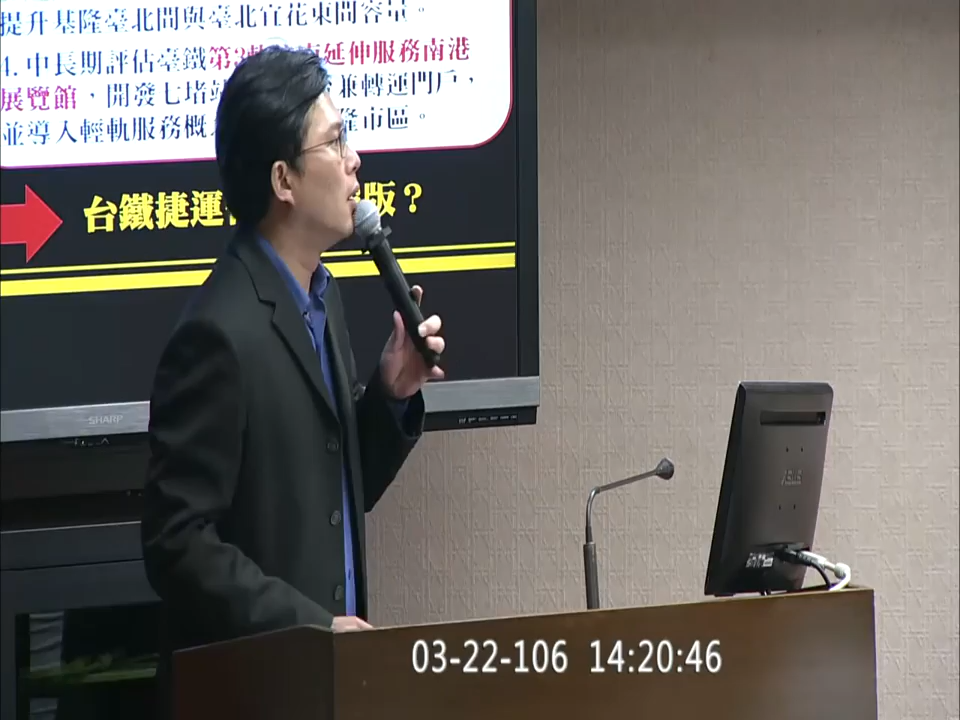 提升基隆臺北間與臺北宜花東間容量。
4. 中長期評估臺鐵第3軌 延伸服務南港
展覽館，開發七堵 兼轉運門戶，
並導入輕軌服務概 隆市區。
台鐵捷運 版？
SHARP
03-22-106 14:20:46